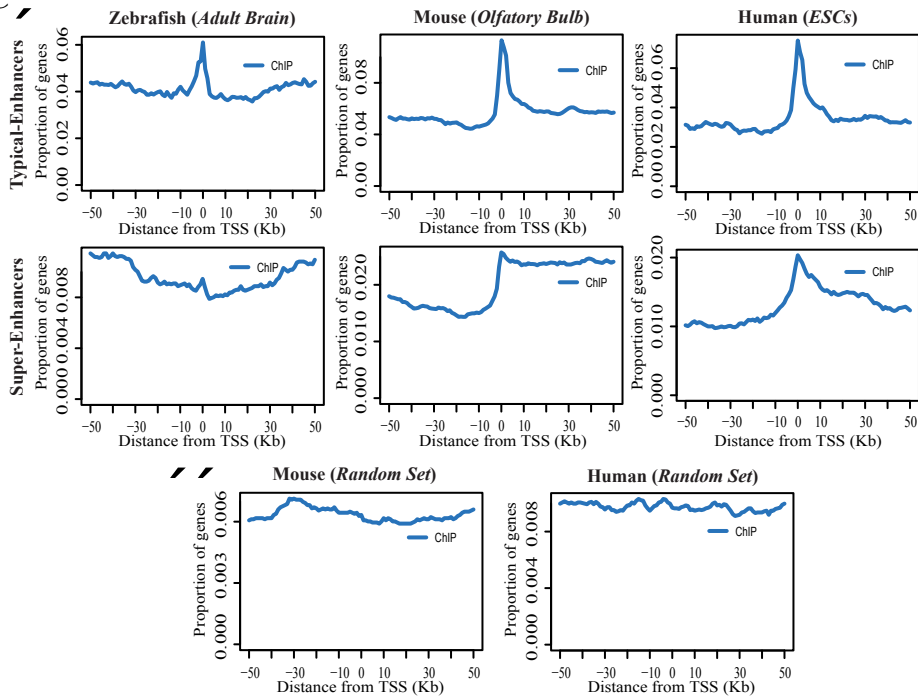 C
Zebrafish (Adult Brain)
Mouse (Olfatory Bulb)
Human (ESCs)
Typical-Enhancers
Proportion of genes
0.00 0.02 0.04 0.06
ChIP
−50 −30 −10 0 10 30 50
Distance from TSS (Kb)
Proportion of genes
0.00 0.04 0.08
ChIP
−50 −30 −10 0 10 30 50
Distance from TSS (Kb)
Proportion of genes
0.00 0.02 0.04 0.06
ChIP
−50 −30 −10 0 10 30 50
Distance from TSS (Kb)
Super-Enhancers
Proportion of genes
0.000 0.004 0.008
ChIP
−50 −30 −10 0 10 30 50
Distance from TSS (Kb)
Proportion of genes
0.000 0.010 0.020
ChIP
−50 −30 −10 0 10 30 50
Distance from TSS (Kb)
Proportion of genes
0.000 0.010 0.020
ChIP
−50 −30 −10 0 10 30 50
Distance from TSS (Kb)
Mouse (Random Set)
Human (Random Set)
Proportion of genes
0.000 0.003 0.006
ChIP
−50 −30 −10 0 10 30 50
Distance from TSS (Kb)
Proportion of genes
0.000 0.004 0.008
ChIP
−50 −30 −10 0 10 30 50
Distance from TSS (Kb)